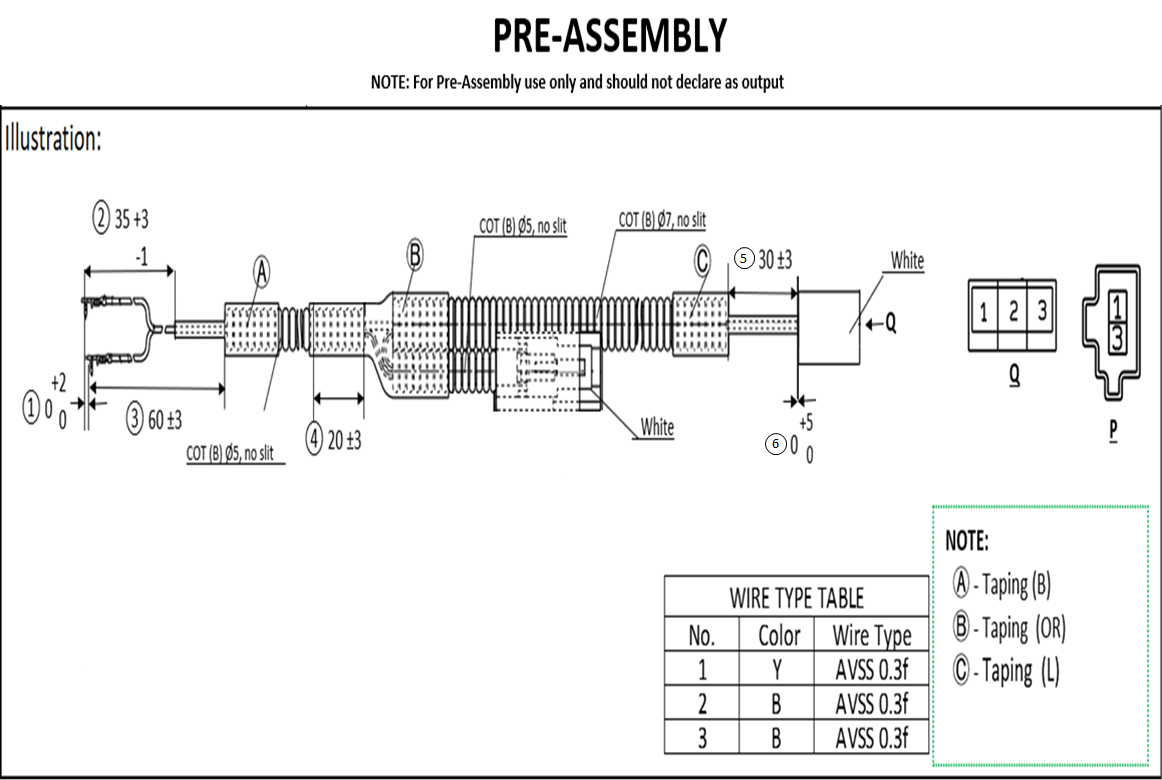 PRE-ASSEMBLY
NOTE: For Pre-Assembly use only and should not declare as output
Illustration:
② 35 +3
-1
Ⓐ
Ⓑ
COT (B) Ø5, no slit
COT (B) Ø7, no slit
Ⓒ
⑤ 30 ±3
White
←Q
1 2 3
Q
1
3
P
+2
① 0
0
③ 60 ±3
COT (B) Ø5, no slit
④ 20 ±3
White
+5
⑥ 0
0
NOTE:
Ⓐ - Taping (B)
Ⓑ - Taping (OR)
Ⓒ - Taping (L)
WIRE TYPE TABLE
No. Color Wire Type
1 Y AVSS 0.3f
2 B AVSS 0.3f
3 B AVSS 0.3f